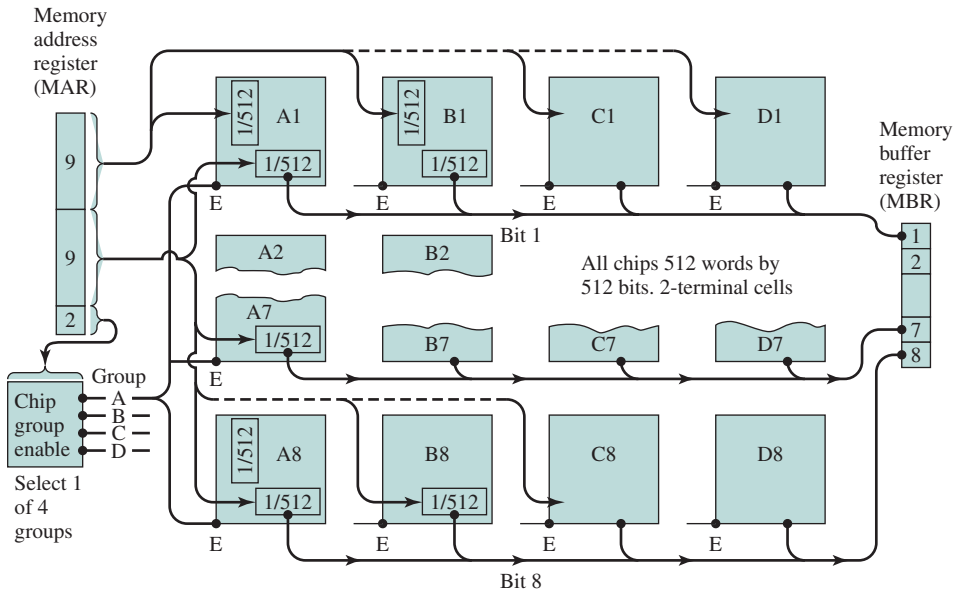 Memory
address
register
(MAR)
9
9
2
Chip
group
enable
Group
A
B
C
D
Select 1
of 4
groups
A1
1/512
1/512
E
B1
1/512
1/512
E
C1
E
D1
E
Bit 1
A2
B2
All chips 512 words by
512 bits. 2-terminal cells
A7
1/512
E
B7
C7
D7
A8
1/512
1/512
E
B8
1/512
E
C8
E
D8
E
Bit 8
Memory
buffer
register
(MBR)
1
2
7
8